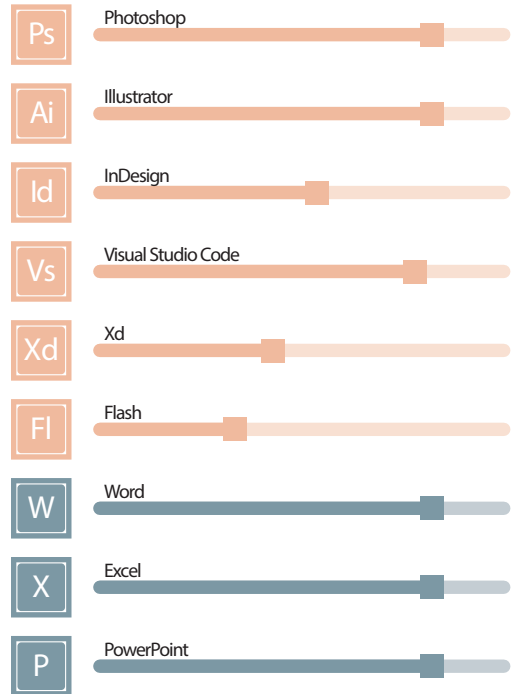 Ps
Photoshop
Ai
Illustrator
Id
InDesign
Vs
Visual Studio Code
Xd
Xd
Fl
Flash
W
Word
X
Excel
P
PowerPoint